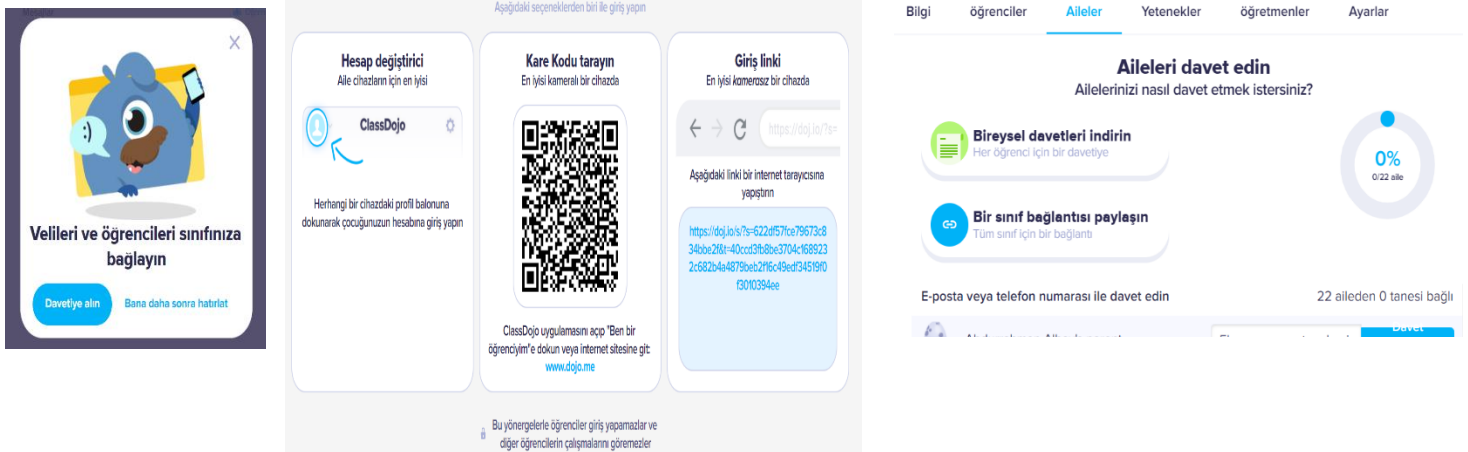 Velileri ve öğrencileri sınıfınıza
bağlayın
Davetiye alın
Bana daha sonra hatırlat
Aşağıdaki seçeneklerden biri ile giriş yapın
Hesap değiştirici
Aile cihazların için en iyisi
ClassDojo
Herhangi bir cihazdaki profil balonuna
dokunarak çocuğunuzun hesabına giriş yapın
Kare Kodu tarayın
En iyisi kameralı bir cihazda
ClassDojo uygulamasını açıp "Ben bir
öğrenciyim"e dokun veya internet sitesine git:
www.dojo.me
Giriş linki
En iyisi kamerasız bir cihazda
https://doj.io/?s=
Aşağıdaki linki bir internet tarayıcısına
yapıştırın
https://doj.io/s/?s=622df57fce79673c8
34bbe2f&t=40ccd3fb8be3704c168923
2c682b4a4879beb2f16c49edf34519f0
f3010394ee
Bu yönergelerle öğrenciler giriş yapamazlar ve
diğer öğrencilerin çalışmalarını göremezler
Bilgi
öğrenciler
Aileler
Yetenekler
öğretmenler
Ayarlar
Aileleri davet edin
Ailelerinizi nasıl davet etmek istersiniz?
Bireysel davetleri indirin
Her öğrenci için bir davetiye
0%
0/22 aile
Bir sınıf bağlantısı paylaşın
Tüm sınıf için bir bağlantı
E-posta veya telefon numarası ile davet edin
22 aileden 0 tanesi bağlı
Davet